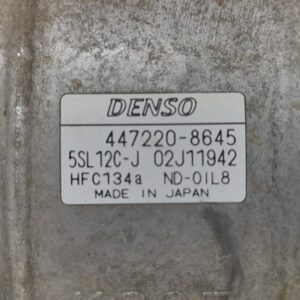 DENSO
447220-8645
5SL12C-J 02J11942
HFC134a ND-OIL8
MADE IN JAPAN